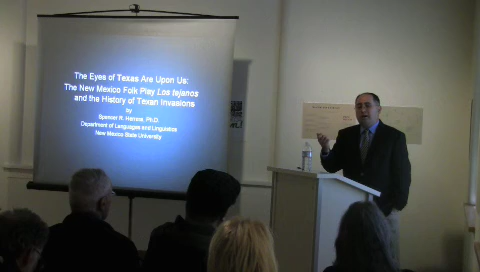 The Eyes of Texas Are Upon Us:
The New Mexico Folk Play Los tejanos
and the History of Texan Invasions
by
Spencer R. Herrera, Ph.D.
Department of Languages and Linguistics
New Mexico State University